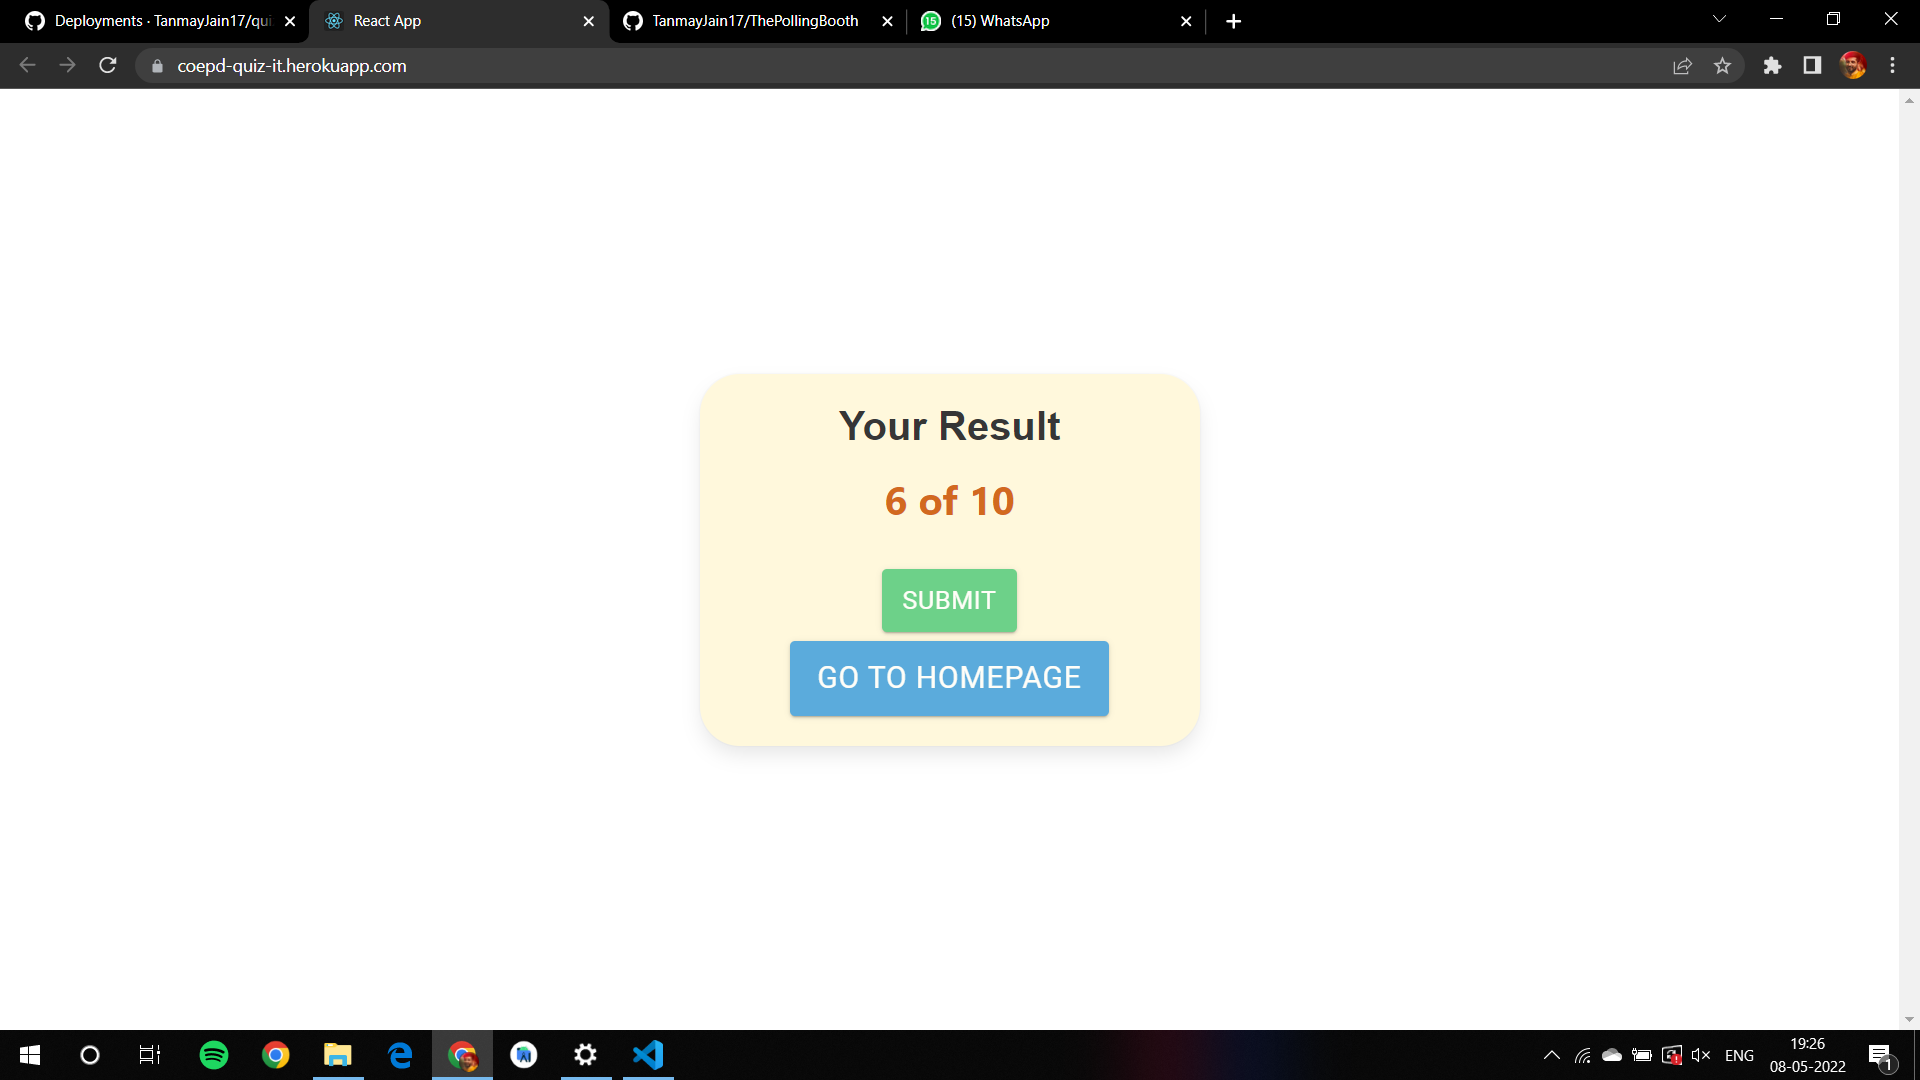 Deployments · TanmayJain17/qui
React App
TanmayJain17/ThePollingBooth
(15) WhatsApp
coepd-quiz-it.herokuapp.com
Your Result
6 of 10
SUBMIT
GO TO HOMEPAGE
ENG
19:26
08-05-2022
1